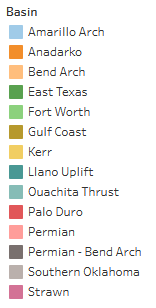 Basin
Amarillo Arch
Anadarko
Bend Arch
East Texas
Fort Worth
Gulf Coast
Kerr
Llano Uplift
Ouachita Thrust
Palo Duro
Permian
Permian - Bend Arch
Southern Oklahoma
Strawn